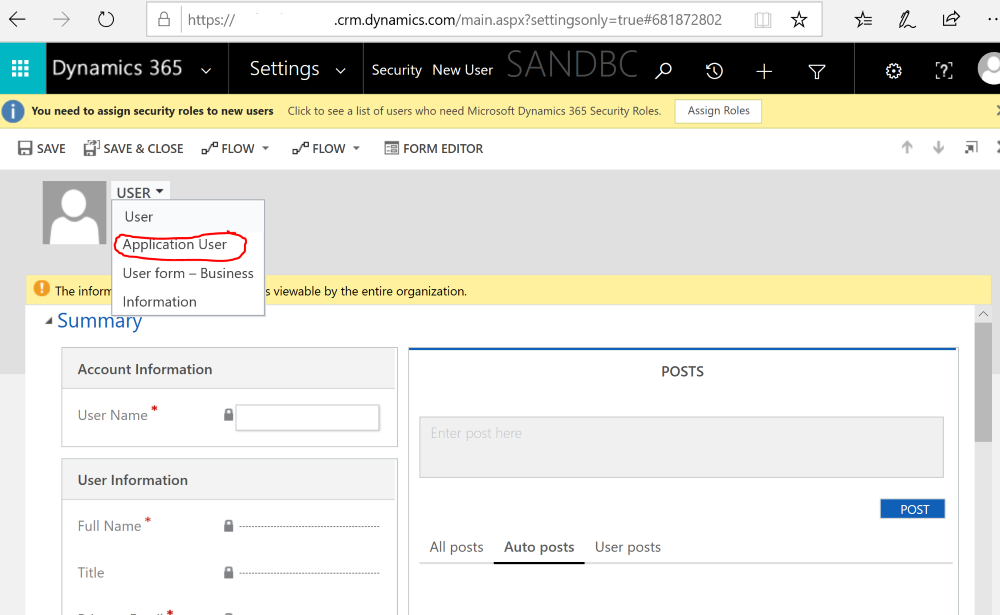 https://
.crm.dynamics.com/main.aspx?settingsonly=true#681872802
Dynamics 365
Settings
Security
New User
SANDBC
You need to assign security roles to new users
Click to see a list of users who need Microsoft Dynamics 365 Security Roles.
Assign Roles
SAVE
SAVE & CLOSE
FLOW
FLOW
FORM EDITOR
USER
User
Application User
User form – Business
Information
The inform
s viewable by the entire organization.
Summary
Account Information
User Name *
User Information
Full Name *
Title
POSTS
Enter post here
POST
All posts
Auto posts
User posts